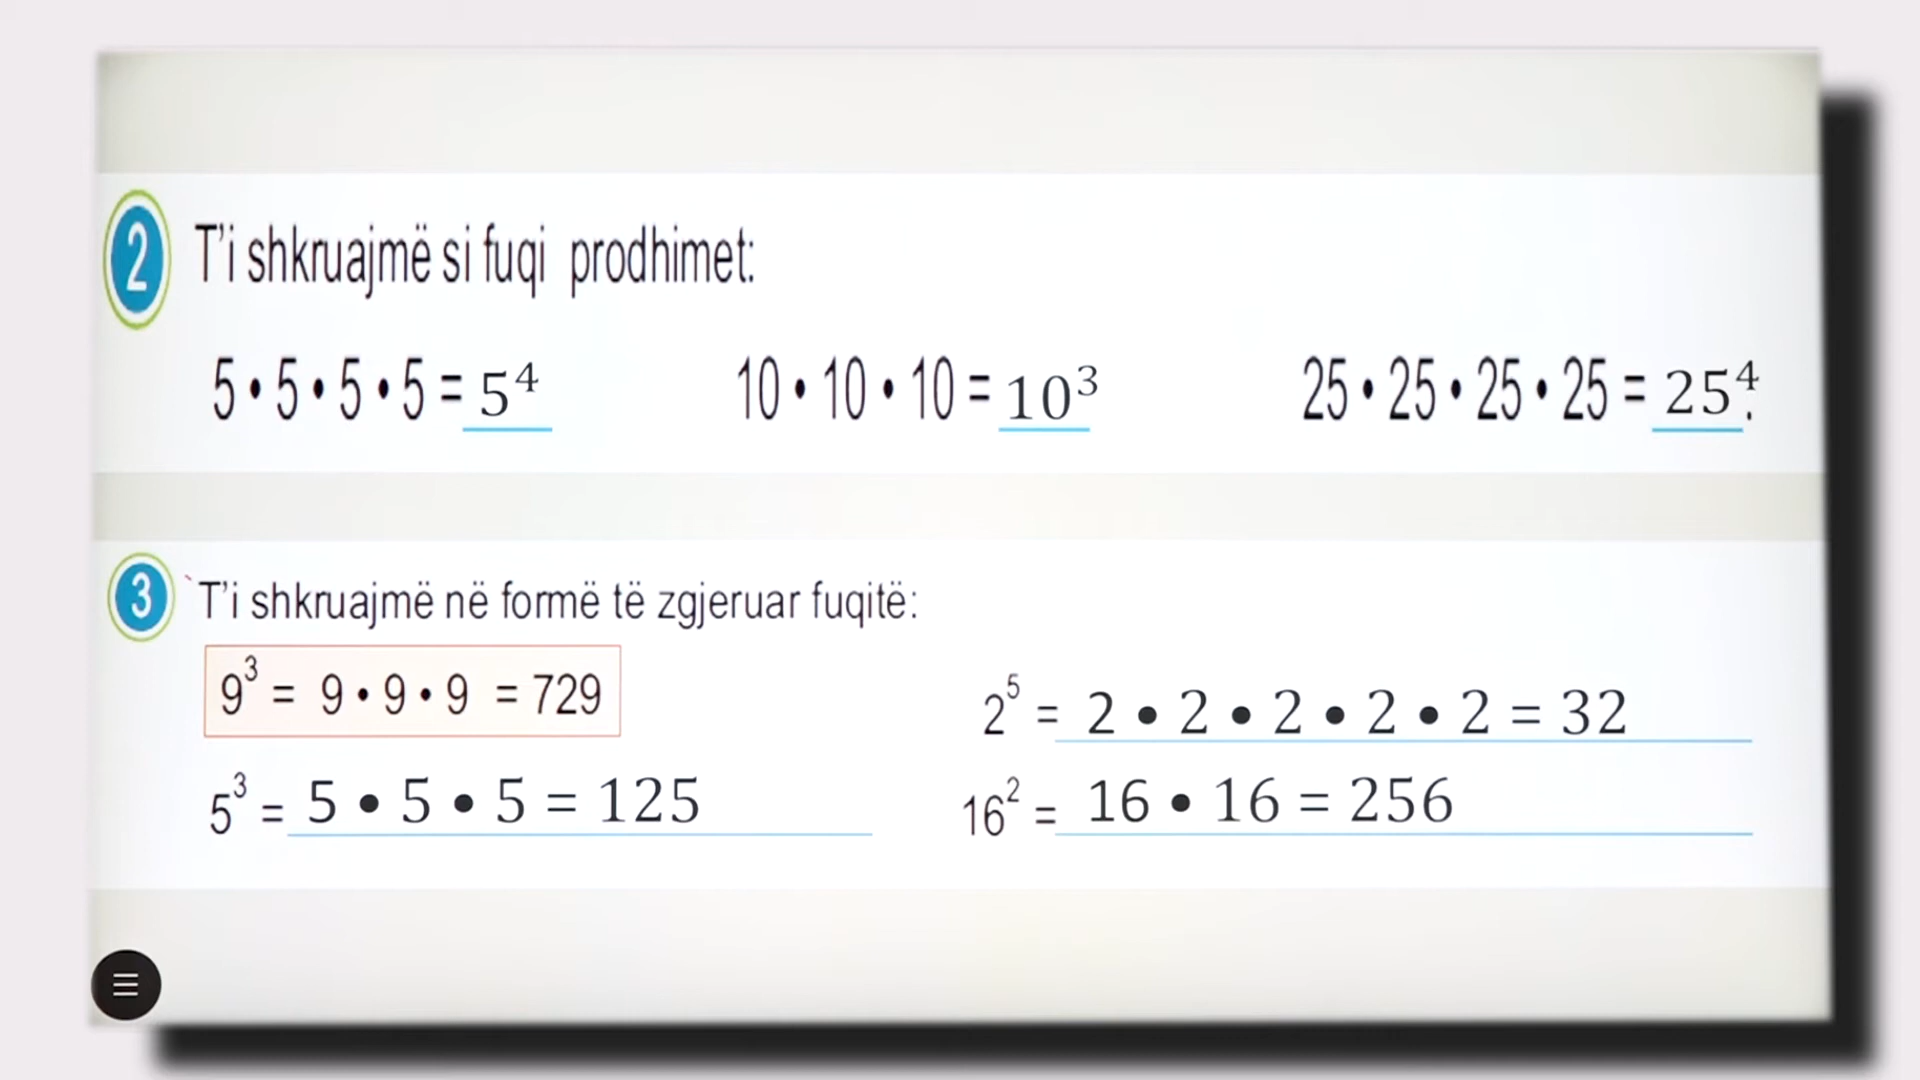 2 T'i shkruajmë si fuqi prodhimet:
5 • 5 • 5 • 5 = 5⁴ 10 • 10 • 10 = 10³ 25 • 25 • 25 • 25 = 25⁴.
3 T'i shkruajmë në formë të zgjeruar fuqitë:
9³ = 9 • 9 • 9 = 729 2⁵ = 2 • 2 • 2 • 2 • 2 = 32
5³ = 5 • 5 • 5 = 125 16² = 16 • 16 = 256